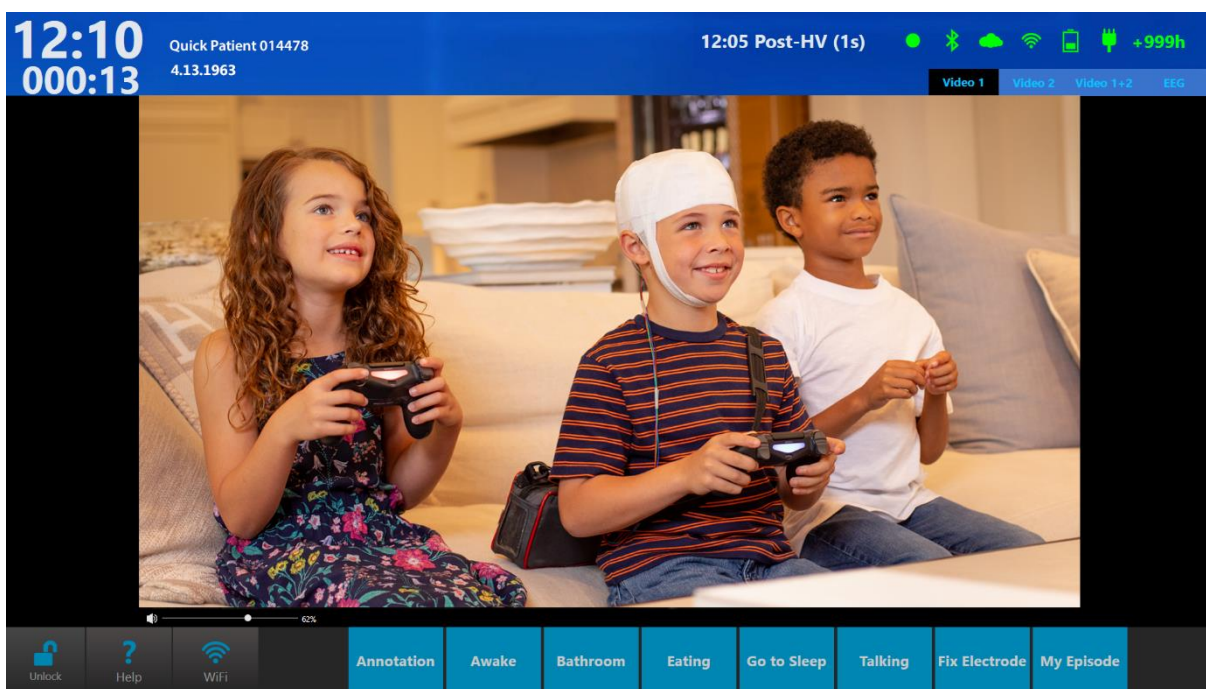 12:10
000:13
Quick Patient 014478
4.13.1963
12:05 Post-HV (1s)
+999h
Video 1 Video 2 Video 1+2 EEG
H
62%
Unlock Help WiFi Annotation Awake Bathroom Eating Go to Sleep Talking Fix Electrode My Episode